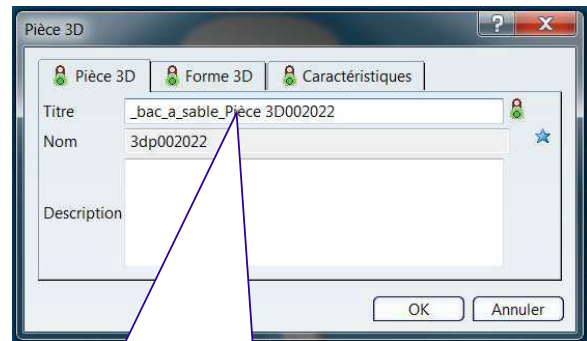 Pièce 3D
Pièce 3D Forme 3D Caractéristiques
Titre _bac_a_sable_Pièce 3D002022
Nom 3dp002022
Description
OK Annuler